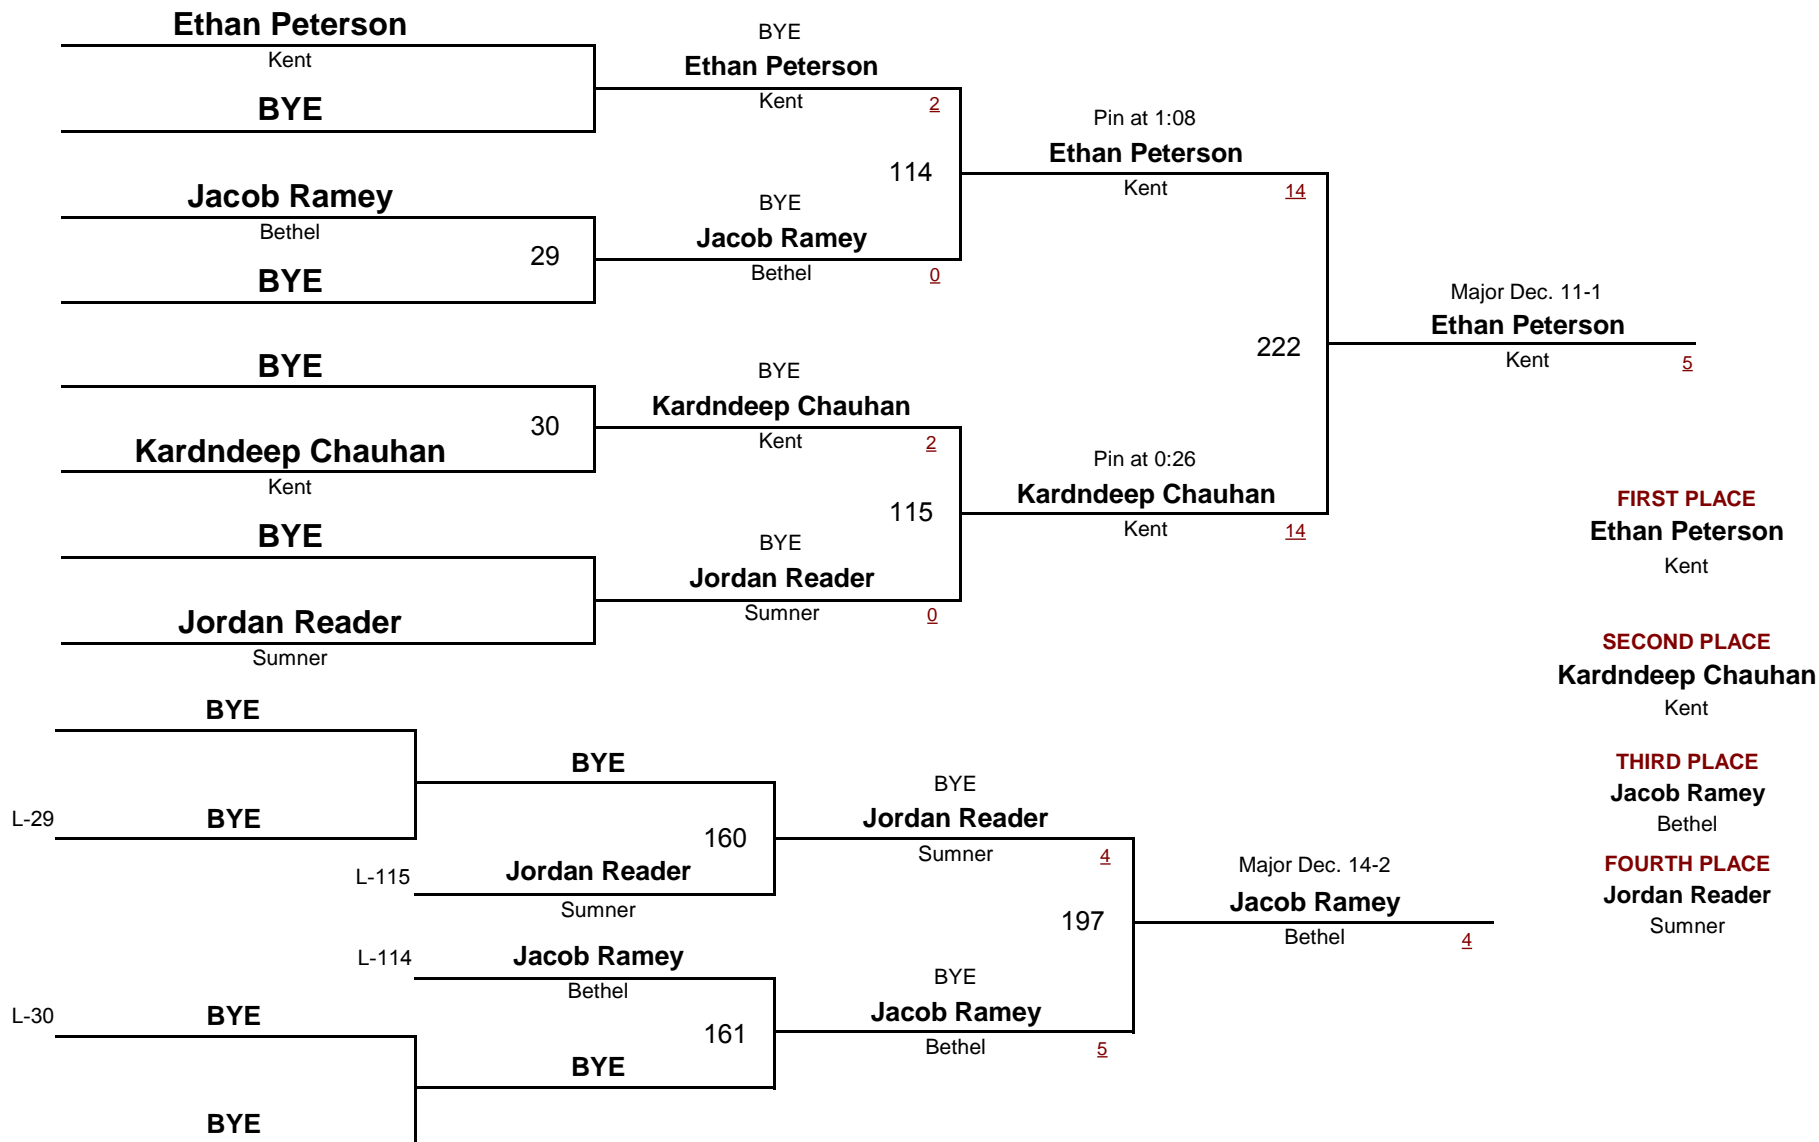 Ethan Peterson
Kent
BYE
Jacob Ramey
Bethel
29
BYE
BYE
30
Kardndeep Chauhan
Kent
BYE
Jordan Reader
Sumner
BYE
Ethan Peterson
Kent 2
114
BYE
Jacob Ramey
Bethel 0
BYE
Kardndeep Chauhan
Kent 2
115
BYE
Jordan Reader
Sumner 0
Pin at 1:08
Ethan Peterson
Kent 14
222
Pin at 0:26
Kardndeep Chauhan
Kent 14
Major Dec. 11-1
Ethan Peterson
Kent 5
FIRST PLACE
Ethan Peterson
Kent
SECOND PLACE
Kardndeep Chauhan
Kent
THIRD PLACE
Jacob Ramey
Bethel
FOURTH PLACE
Jordan Reader
Sumner
BYE
L-29 BYE
BYE
160
L-115 Jordan Reader
Sumner
L-114 Jacob Ramey
Bethel
161
L-30 BYE
BYE
BYE
BYE
Jordan Reader
Sumner 4
197
BYE
Jacob Ramey
Bethel 5
Major Dec. 14-2
Jacob Ramey
Bethel 4